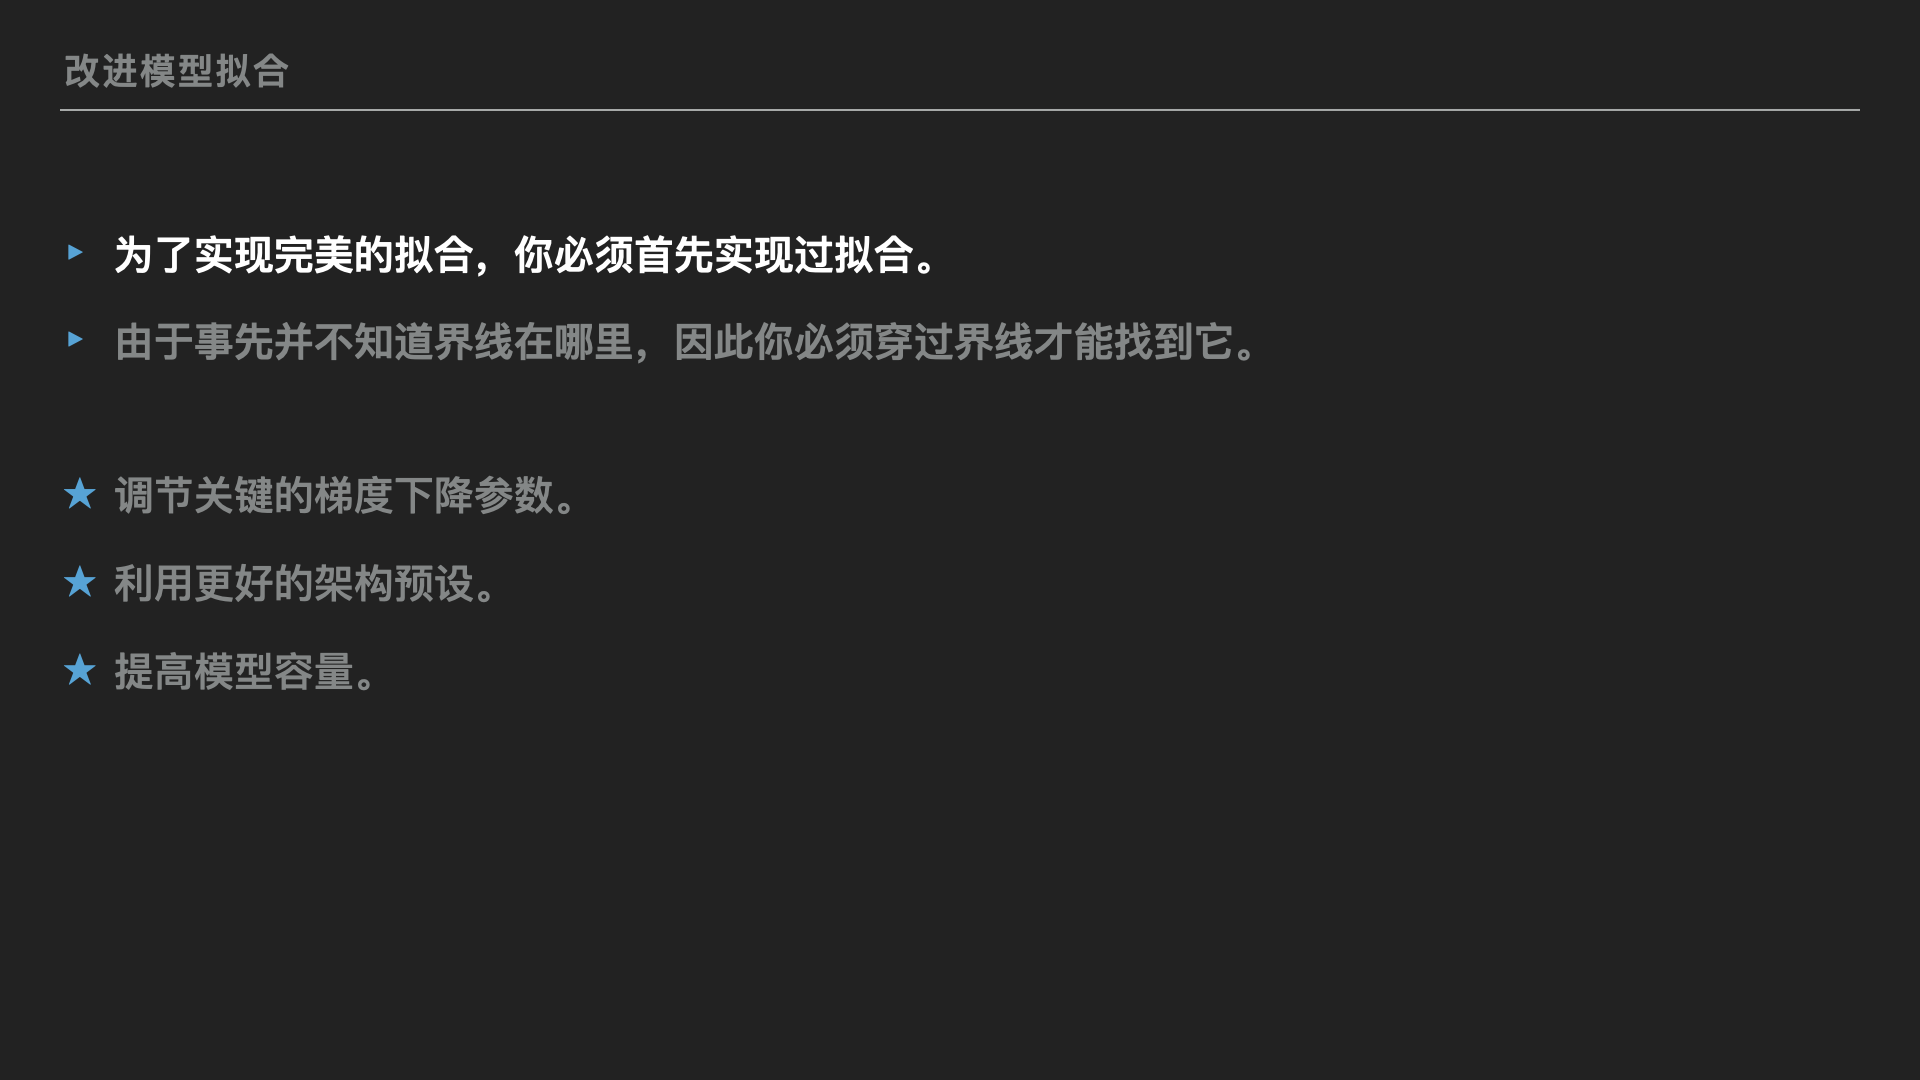 改进模型拟合
▸ 为了实现完美的拟合，你必须首先实现过拟合。
▸ 由于事先并不知道界线在哪里，因此你必须穿过界线才能找到它。
★ 调节关键的梯度下降参数。
★ 利用更好的架构预设。
★ 提高模型容量。